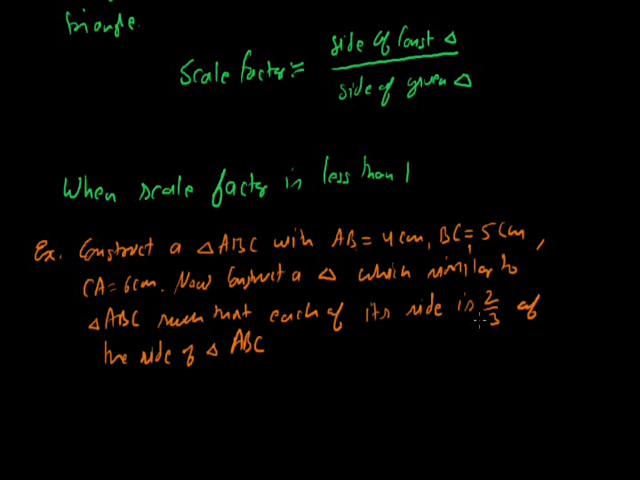 triangle.
Scale factor = side of Const △
side of given △
When scale factor is less than 1
Ex. Construct a △ABC with AB = 4cm, BC = 5cm,
CA = 6cm. Now Construct a △ which similar to
△ABC such that each of its side is 2/3 of
the side of △ ABC